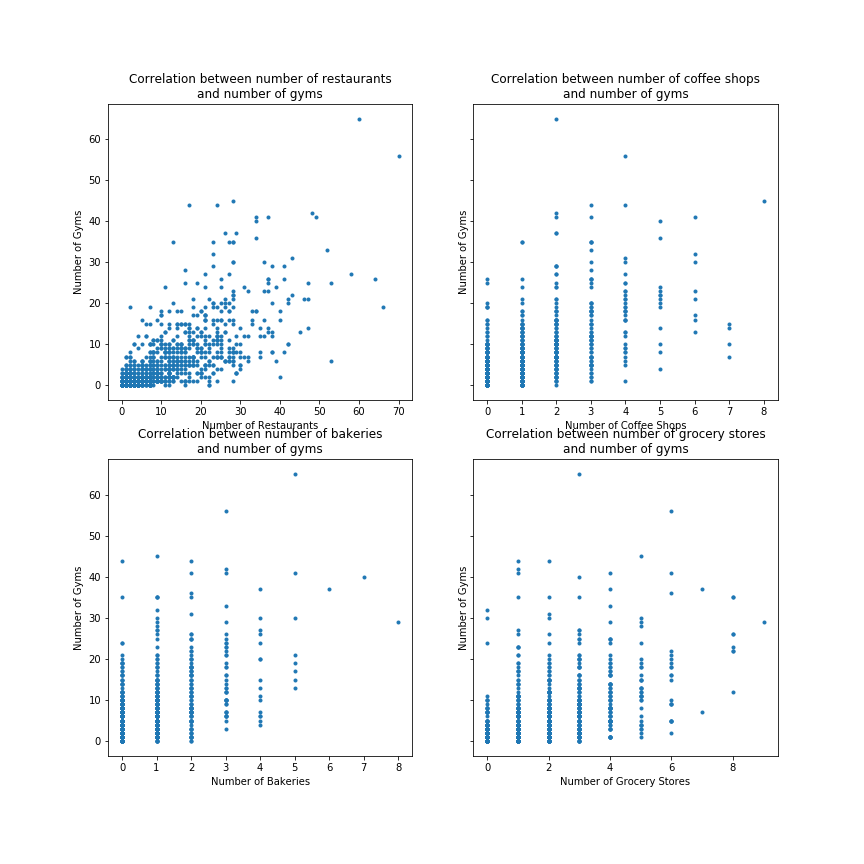 Correlation between number of restaurants
and number of gyms
Number of Gyms
60
50
40
30
20
10
0
0 10 20 30 40 50 60 70
Number of Restaurants
Correlation between number of coffee shops
and number of gyms
Number of Gyms
0 1 2 3 4 5 6 7 8
Number of Coffee Shops
Correlation between number of bakeries
and number of gyms
Number of Gyms
60
50
40
30
20
10
0
0 1 2 3 4 5 6 7 8
Number of Bakeries
Correlation between number of grocery stores
and number of gyms
Number of Gyms
0 2 4 6 8
Number of Grocery Stores